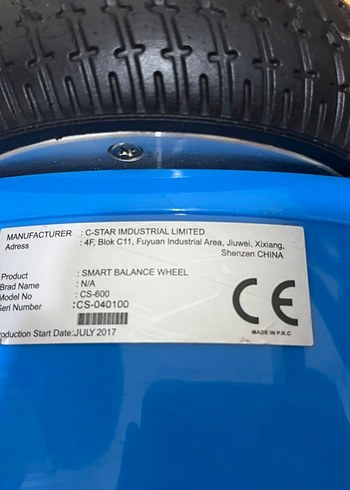 MANUFACTURER : C-STAR IMDUSTRIAL LIMITED
Adress : 4F, Blok C11, Fuyuan Industrial Area, Jiuwei, Xixiang,
Shenzen CHINA
Product : SMART BALANCE WHEEL
Brad Name : N/A
Model No : CS-600
Seri Number :CS-040100
roduction Start Date:JULY 2017
CE
MADE IN P.R.C